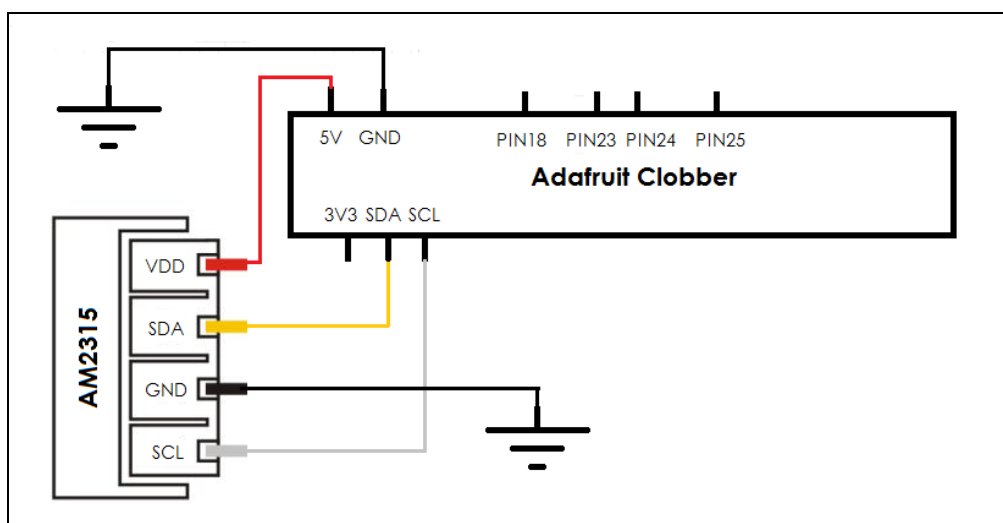 5V GND PIN18 PIN23 PIN24 PIN25
Adafruit Clobber
3V3 SDA SCL
AM2315
VDD
SDA
GND
SCL